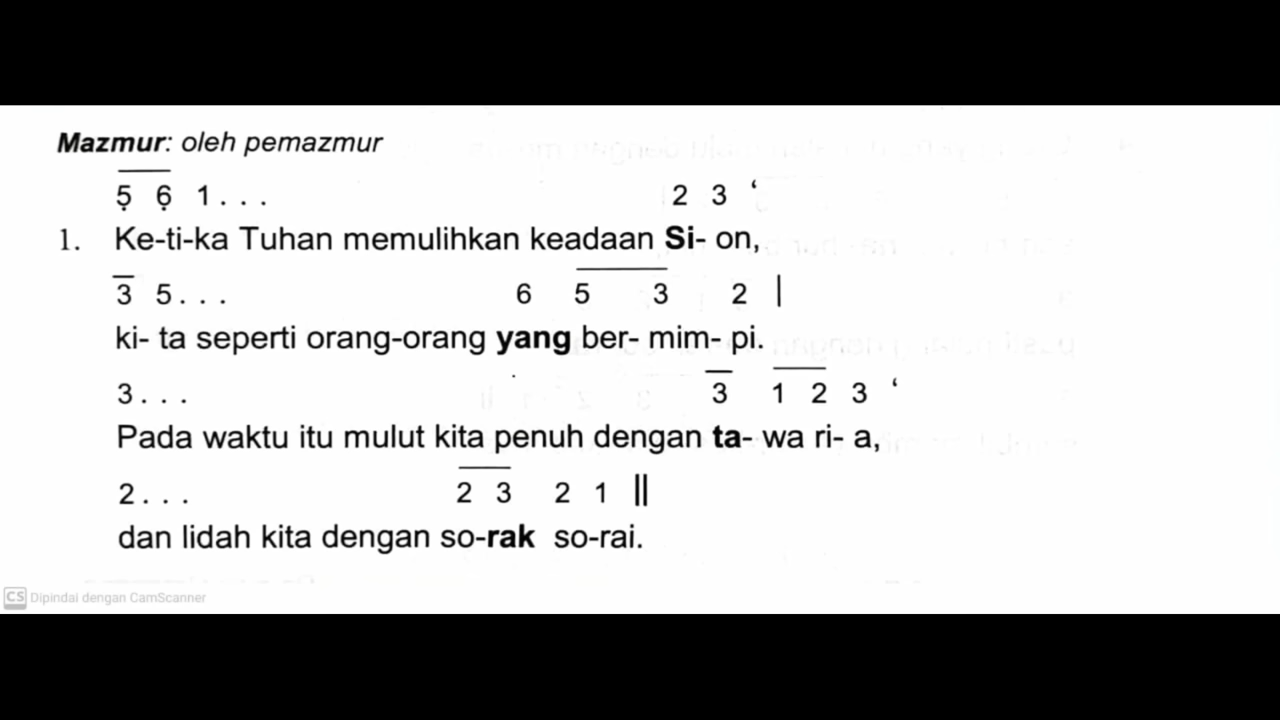 Mazmur: oleh pemazmur
5̣ 6̣ 1 . . . 2 3 ‘
1. Ke-ti-ka Tuhan memulihkan keadaan Si- on,
3 5 . . . 6 5 3 2 |
ki- ta seperti orang-orang yang ber- mim- pi.
3 . . . 3 1 2 3 ‘
Pada waktu itu mulut kita penuh dengan ta- wa ri- a,
2 . . . 2 3 2 1 ||
dan lidah kita dengan so-rak so-rai.
CS Dipindai dengan CamScanner